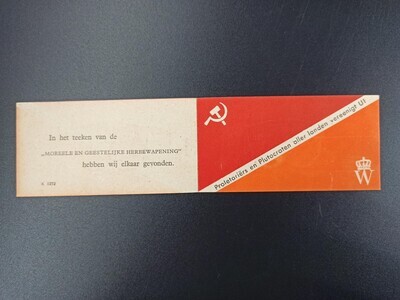 In het teeken van de
„MOREELE EN GEESTELIJKE HERBEWAPENING”
hebben wij elkaar gevonden.
K 1292
Proletariërs en Plutocraten aller landen vereenigt U!
W